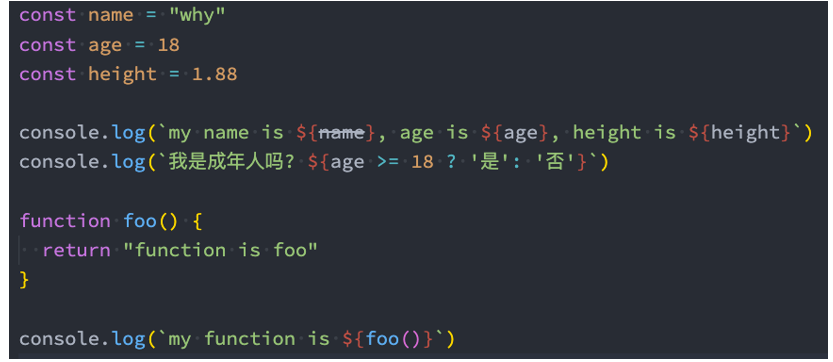 const name = "why"
const age = 18
const height = 1.88
console.log(`my name is ${name}, age is ${age}, height is ${height}`)
console.log(`我是成年人吗? ${age >= 18 ? '是': '否'}`)
function foo() {
  return "function is foo"
}
console.log(`my function is ${foo()}`)